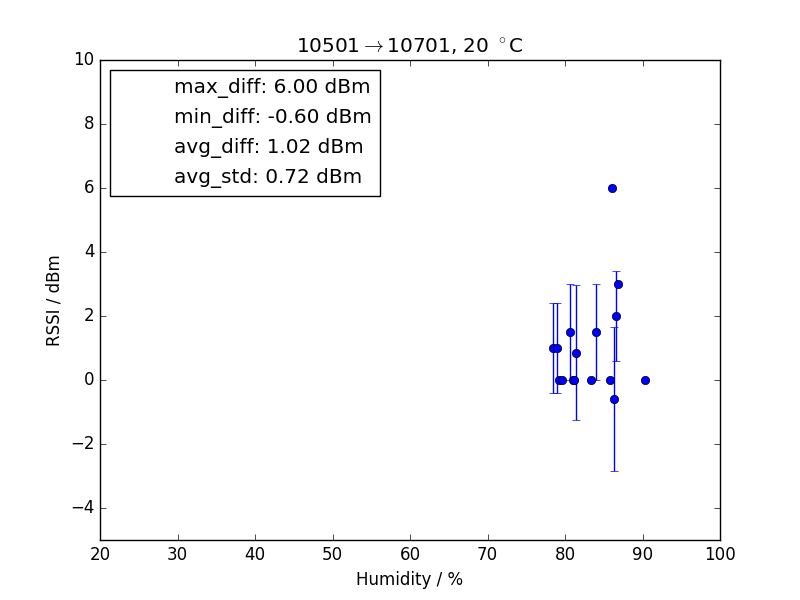 10501→10701, 20 °C
max_diff: 6.00 dBm
min_diff: -0.60 dBm
avg_diff: 1.02 dBm
avg_std: 0.72 dBm
RSSI / dBm
10
8
6
4
2
0
−2
−4
20 30 40 50 60 70 80 90 100
Humidity / %